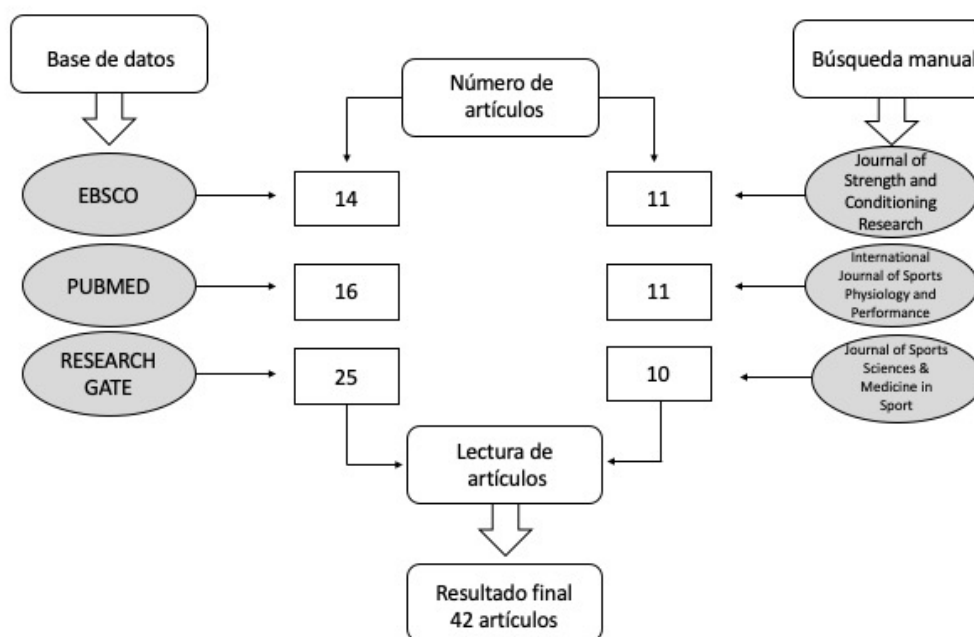 Base de datos
Número de
artículos
Búsqueda manual
EBSCO
14
11
Journal of
Strength and
Conditioning
Research
PUBMED
16
11
International
Journal of Sports
Physiology and
Performance
RESEARCH
GATE
25
10
Journal of Sports
Sciences &
Medicine in
Sport
Lectura de
artículos
Resultado final
42 artículos